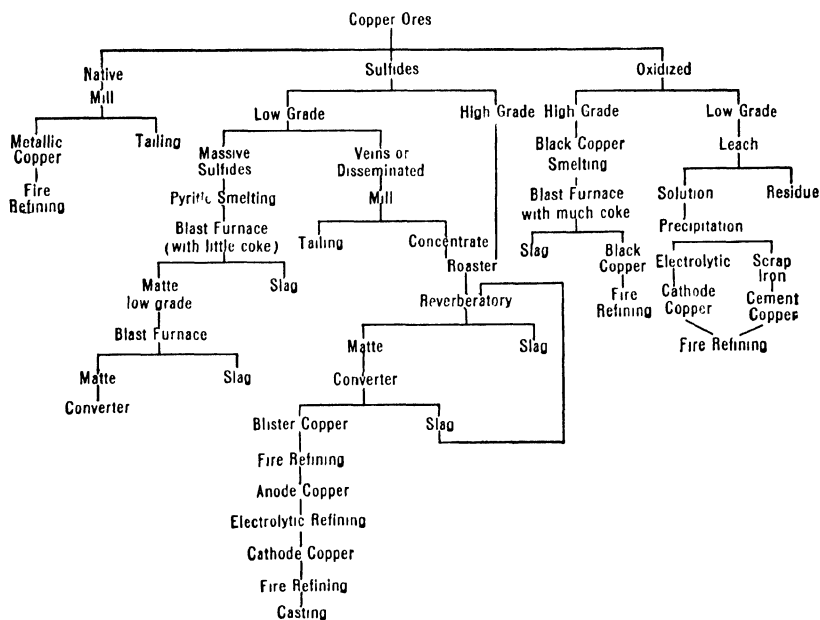 Copper Ores
Native
Mill
Metallic
Copper
Fire
Refining
Tailing
Sulfides
Low Grade
Massive
Sulfides
Pyritic Smelting
Blast Furnace
(with little coke)
Matte
low grade
Slag
Blast Furnace
Matte
Slag
Converter
Veins or
Disseminated
Mill
Tailing
Concentrate
High Grade
Roaster
Reverberatory
Matte
Slag
Converter
Blister Copper
Slag
Fire Refining
Anode Copper
Electrolytic Refining
Cathode Copper
Fire Refining
Casting
Oxidized
High Grade
Black Copper
Smelting
Blast Furnace
with much coke
Slag
Black
Copper
Fire
Refining
Low Grade
Leach
Solution
Residue
Precipitation
Electrolytic
Cathode
Copper
Scrap
Iron
Cement
Copper
Fire Refining